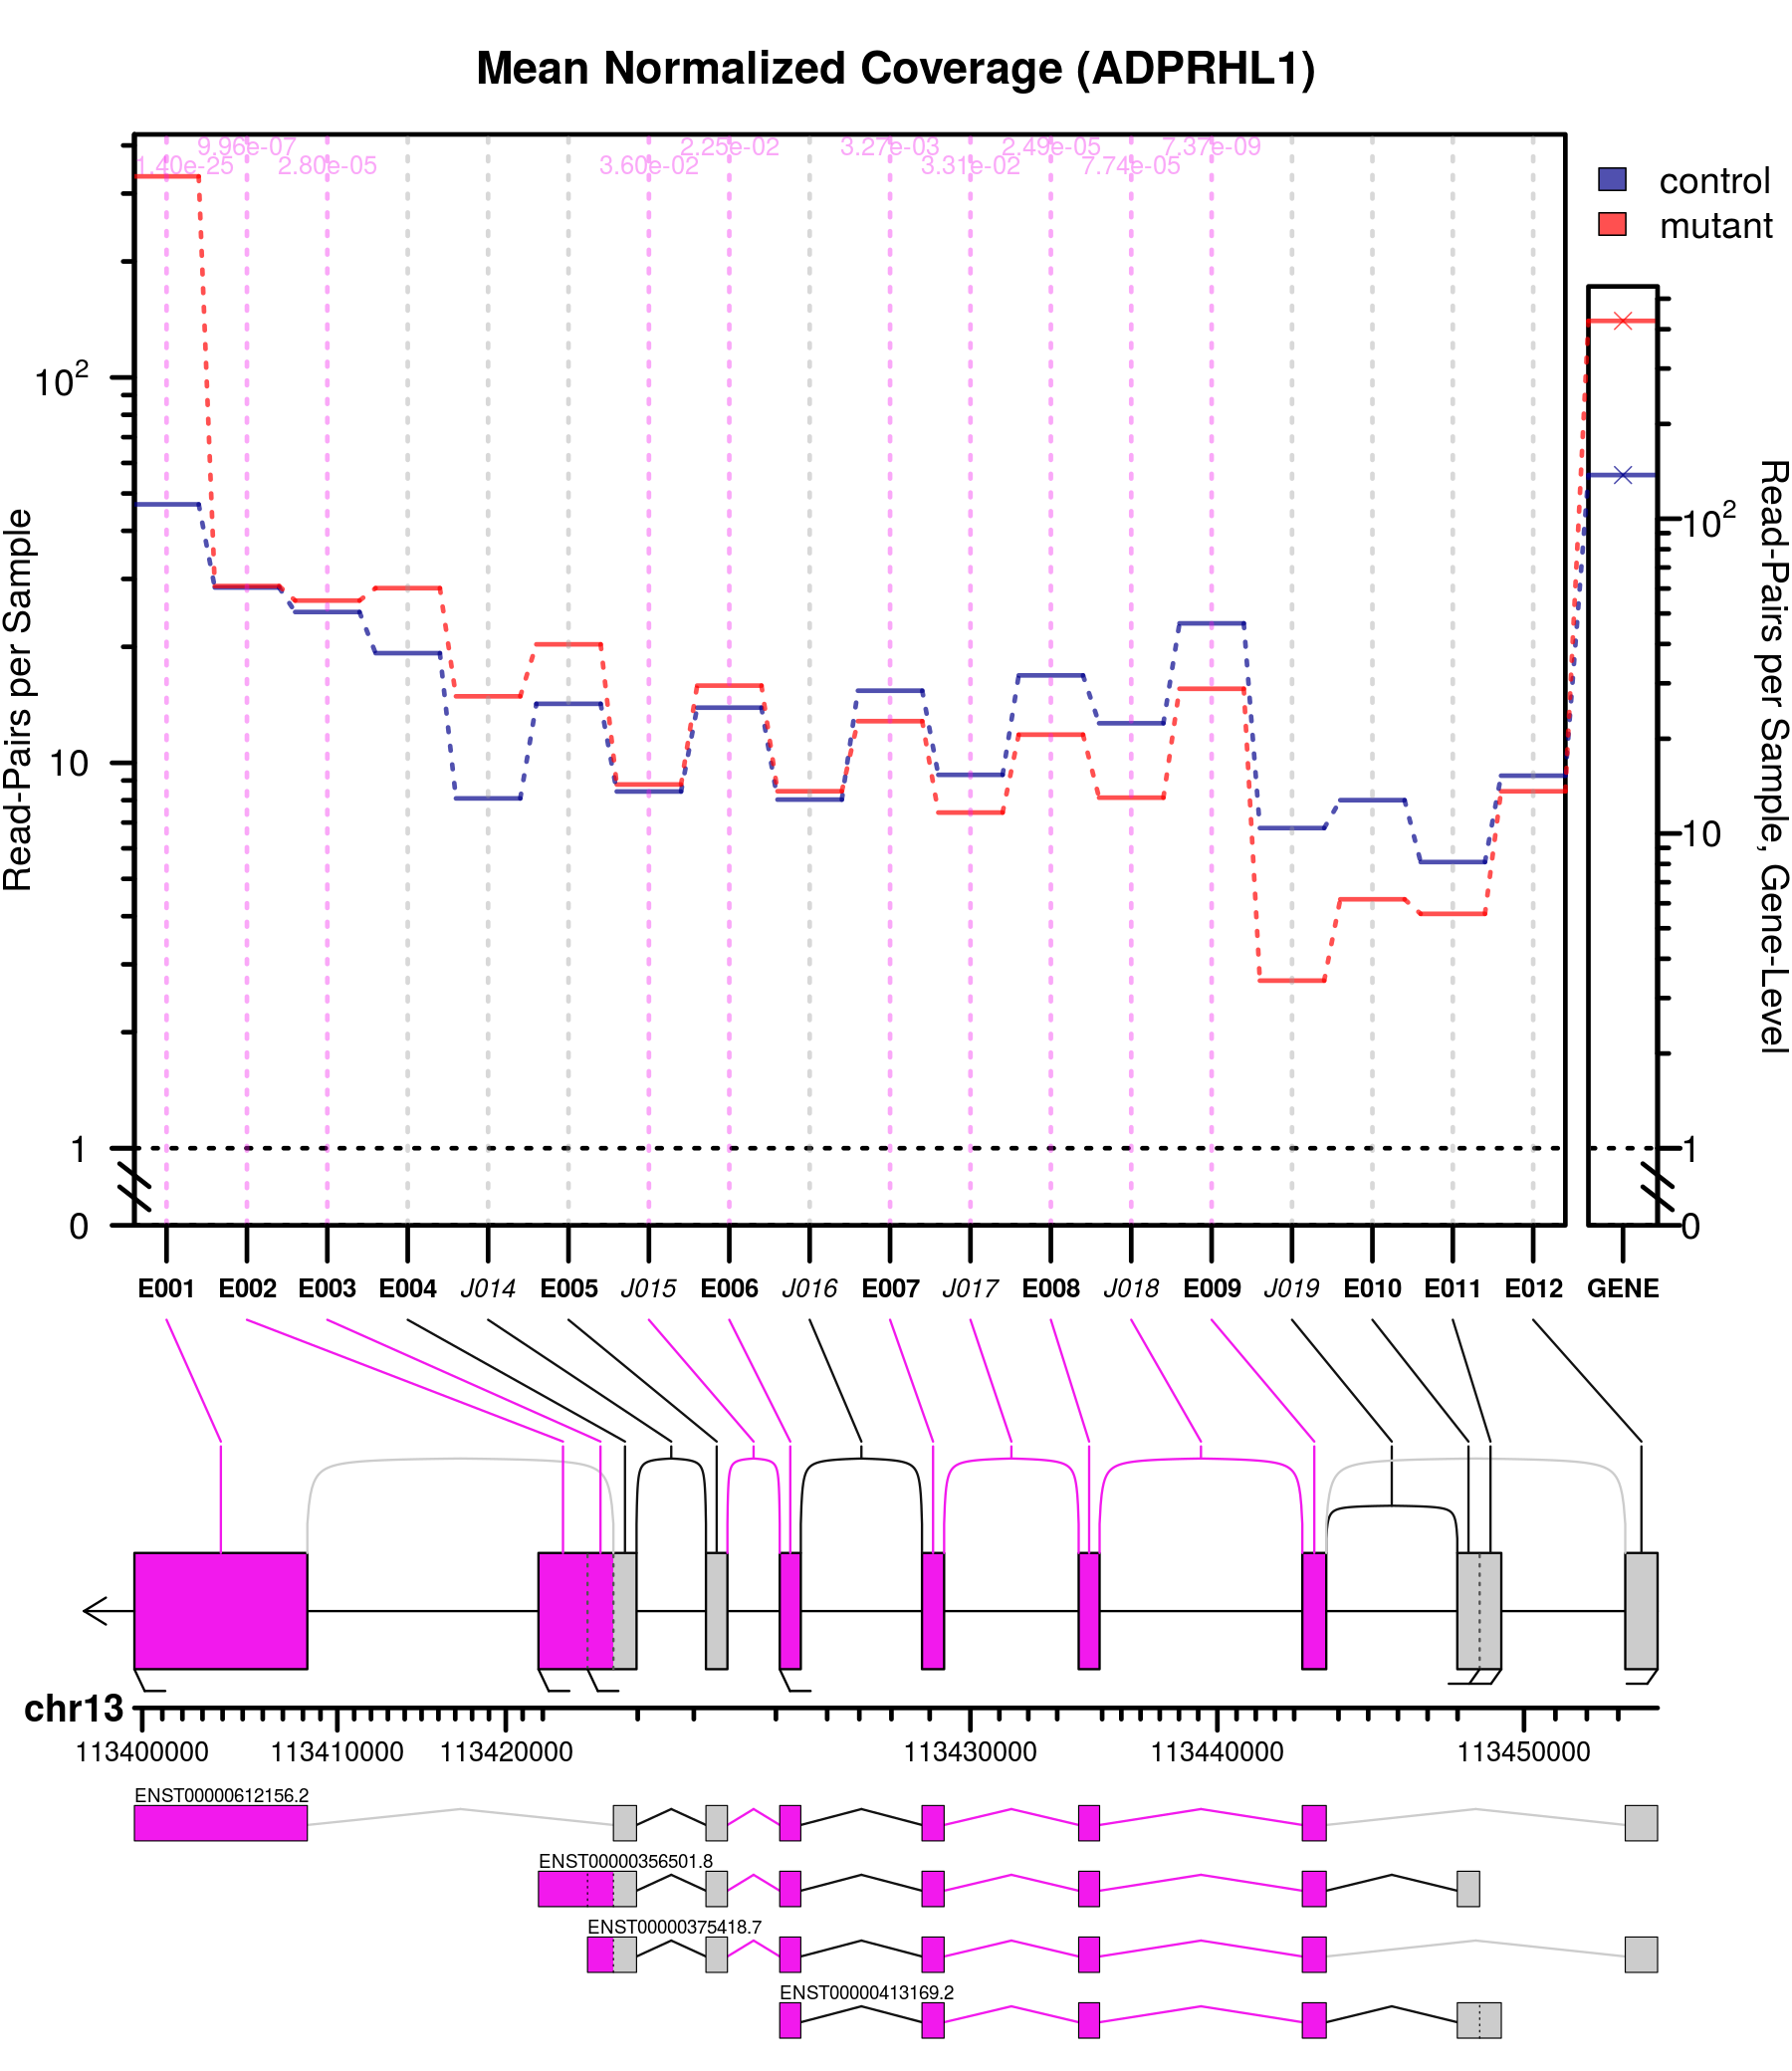 Mean Normalized Coverage (ADPRHL1)
9.96e-07 2.25e-02 3.27e-03 2.49e-05 7.37e-09
1.40e-25 2.80e-05 3.60e-02 3.31e-02 7.74e-05
control
mutant
Read-Pairs per Sample
10²
10
1
0
Read-Pairs per Sample, Gene-Level
10²
10
1
0
E001 E002 E003 E004 J014 E005 J015 E006 J016 E007 J017 E008 J018 E009 J019 E010 E011 E012 GENE
chr13
113400000 113410000 113420000 113430000 113440000 113450000
ENST00000612156.2
ENST00000356501.8
ENST00000375418.7
ENST00000413169.2